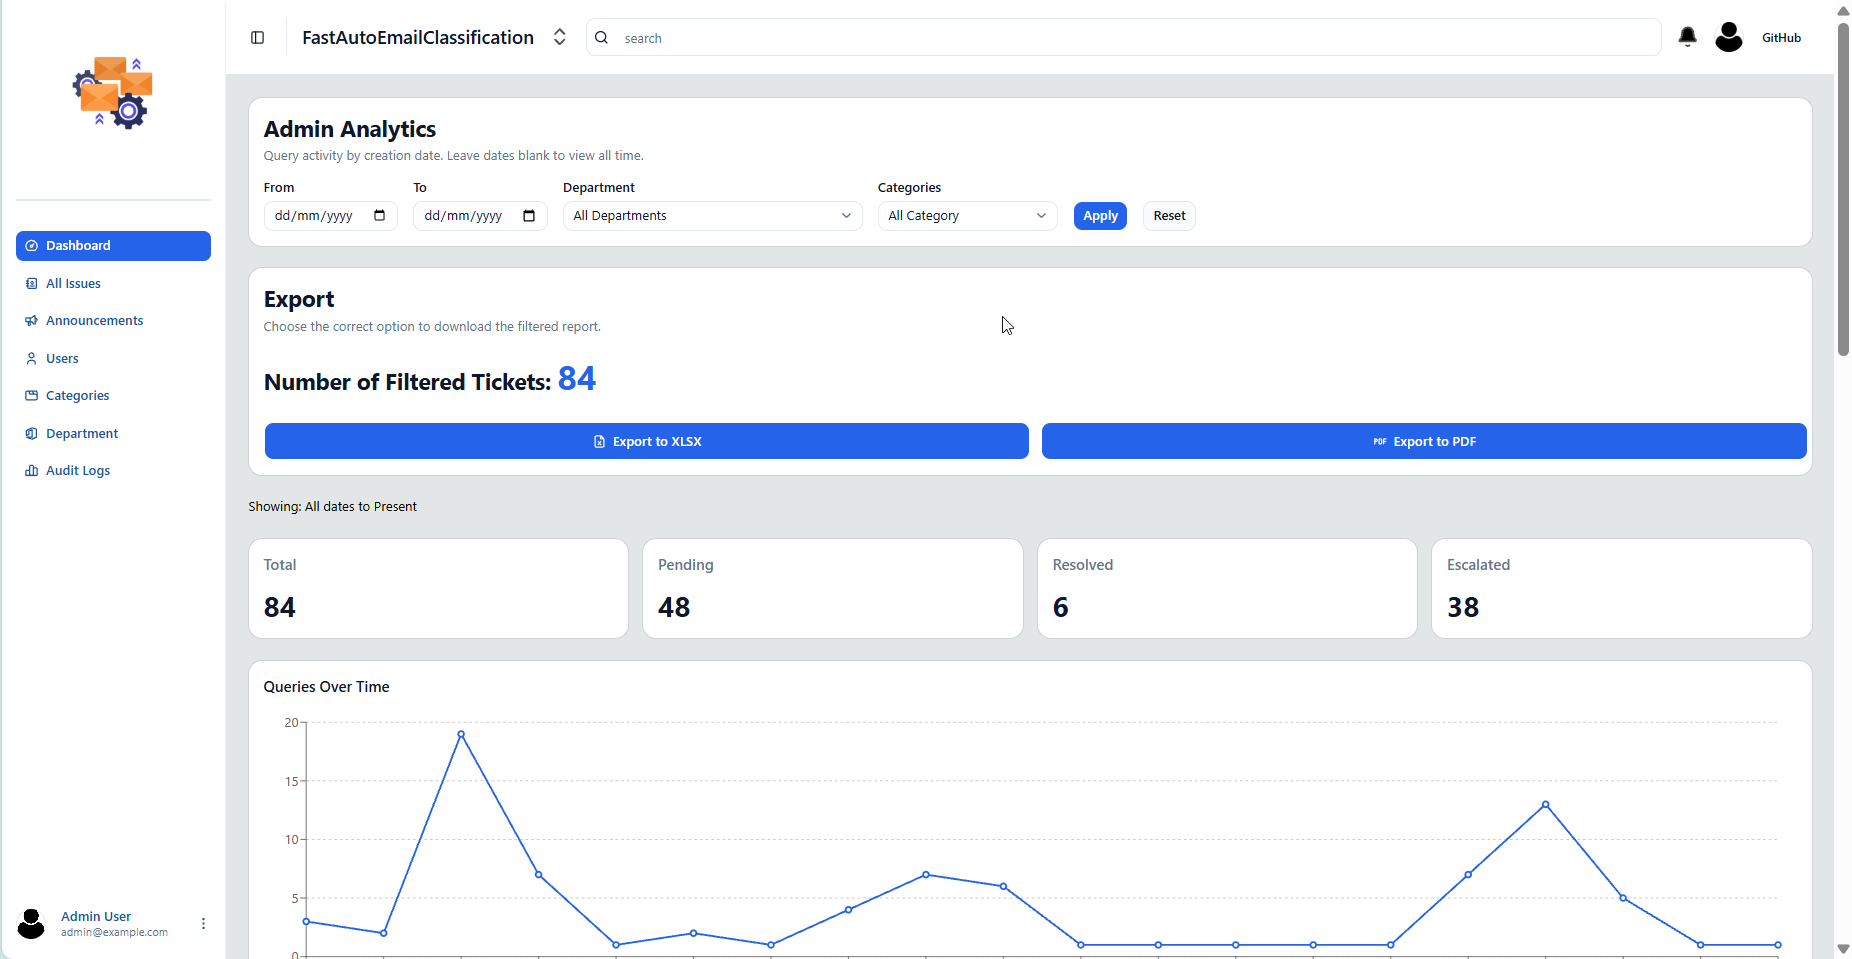 FastAutoEmailClassification
search
GitHub
Dashboard
All Issues
Announcements
Users
Categories
Department
Audit Logs
Admin User
admin@example.com
Admin Analytics
Query activity by creation date. Leave dates blank to view all time.
From To Department Categories
dd/mm/yyyy dd/mm/yyyy All Departments All Category Apply Reset
Export
Choose the correct option to download the filtered report.
Number of Filtered Tickets: 84
Export to XLSX PDF Export to PDF
Showing: All dates to Present
Total Pending Resolved Escalated
84 48 6 38
Queries Over Time
20
15
10
5
0